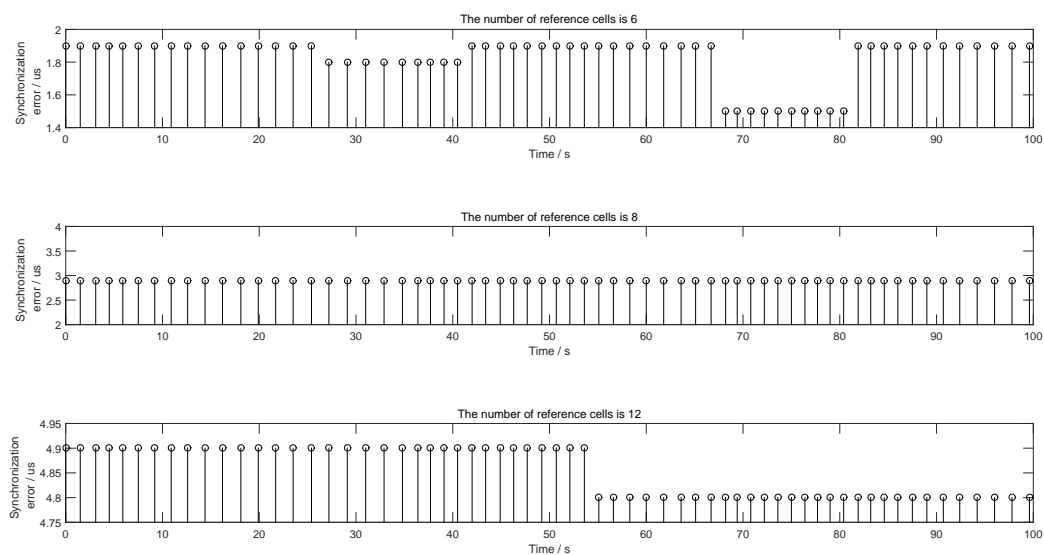 The number of reference cells is 6
Synchronization
error / us
2
1.8
1.6
1.4
0 10 20 30 40 50 60 70 80 90 100
Time / s
The number of reference cells is 8
Synchronization
error / us
4
3.5
3
2.5
2
0 10 20 30 40 50 60 70 80 90 100
Time / s
The number of reference cells is 12
Synchronization
error / us
4.95
4.9
4.85
4.8
4.75
0 10 20 30 40 50 60 70 80 90 100
Time / s